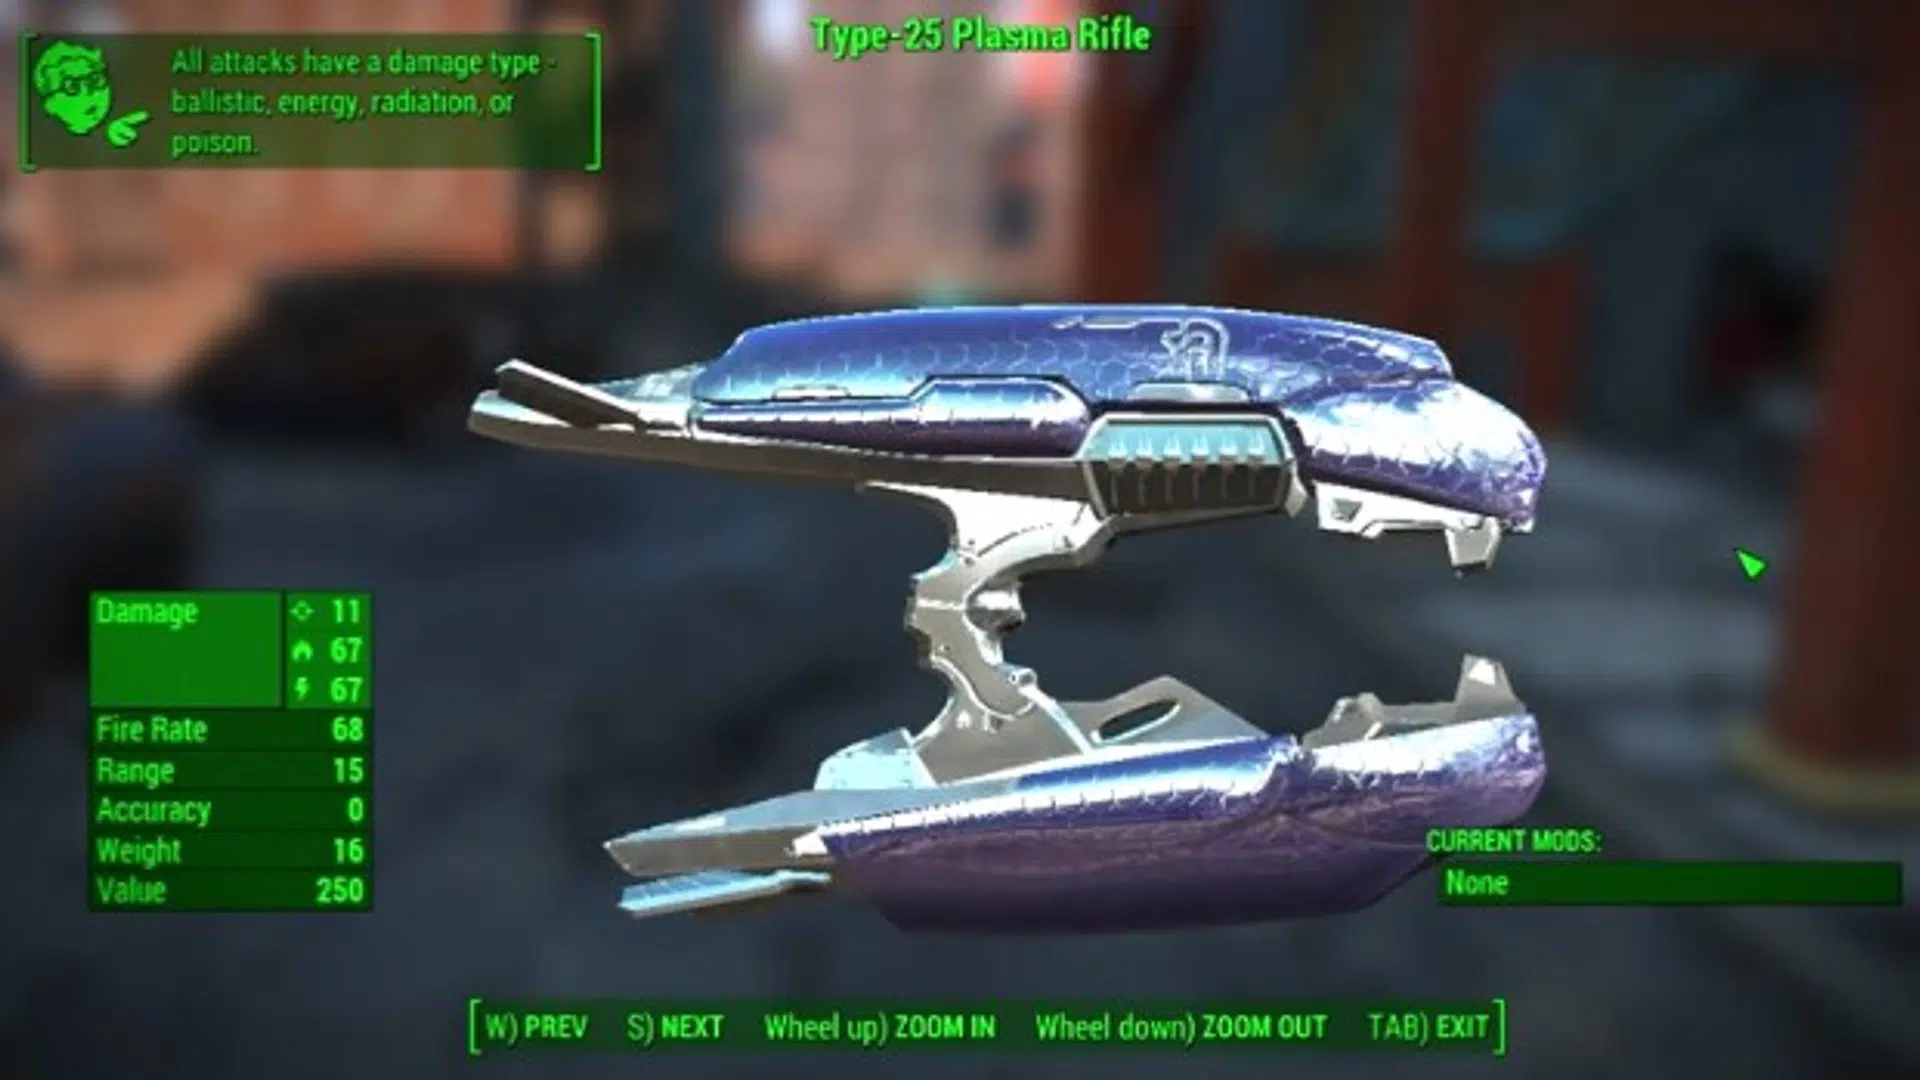 Type-25 Plasma Rifle
All attacks have a damage type -
ballistic, energy, radiation, or
poison.
Damage 11
67
67
Fire Rate 68
Range 15
Accuracy 0
Weight 16
Value 250
CURRENT MODS:
None
W) PREV S) NEXT Wheel up) ZOOM IN Wheel down) ZOOM OUT TAB) EXIT